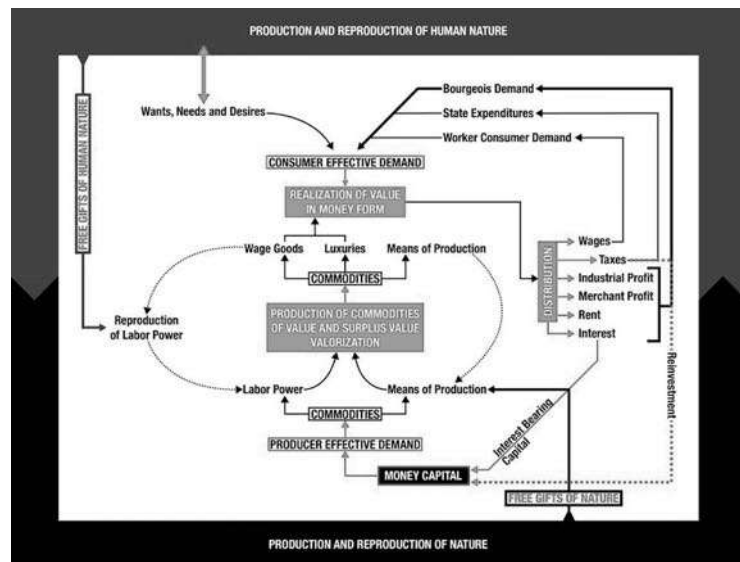 PRODUCTION AND REPRODUCTION OF HUMAN NATURE
Bourgeois Demand
State Expenditures
Wants, Needs and Desires
Worker Consumer Demand
CONSUMER EFFECTIVE DEMAND
FREE GIFTS OF HUMAN NATURE
REALIZATION OF VALUE
IN MONEY FORM
Wage Goods
Luxuries
Means of Production
COMMODITIES
DISTRIBUTION
Wages
Taxes
Industrial Profit
Merchant Profit
Rent
Interest
PRODUCTION OF COMMODITIES
OF VALUE AND SURPLUS VALUE
VALORIZATION
Reproduction
of Labor Power
Reinvestment
Labor Power
Means of Production
COMMODITIES
Interest Bearing
Capital
PRODUCER EFFECTIVE DEMAND
MONEY CAPITAL
FREE GIFTS OF NATURE
PRODUCTION AND REPRODUCTION OF NATURE